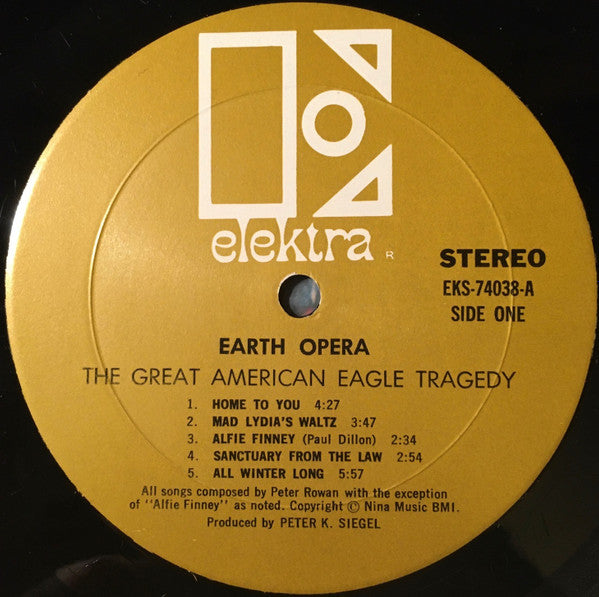 elektra R
STEREO
EKS-74038-A
SIDE ONE
EARTH OPERA
THE GREAT AMERICAN EAGLE TRAGEDY
1. HOME TO YOU 4:27
2. MAD LYDIA'S WALTZ 3:47
3. ALFIE FINNEY (Paul Dillon) 2:34
4. SANCTUARY FROM THE LAW 2:54
5. ALL WINTER LONG 5:57
All songs composed by Peter Rowan with the exception
of "Alfie Finney" as noted. Copyright © Nina Music BMI.
Produced by PETER K. SIEGEL